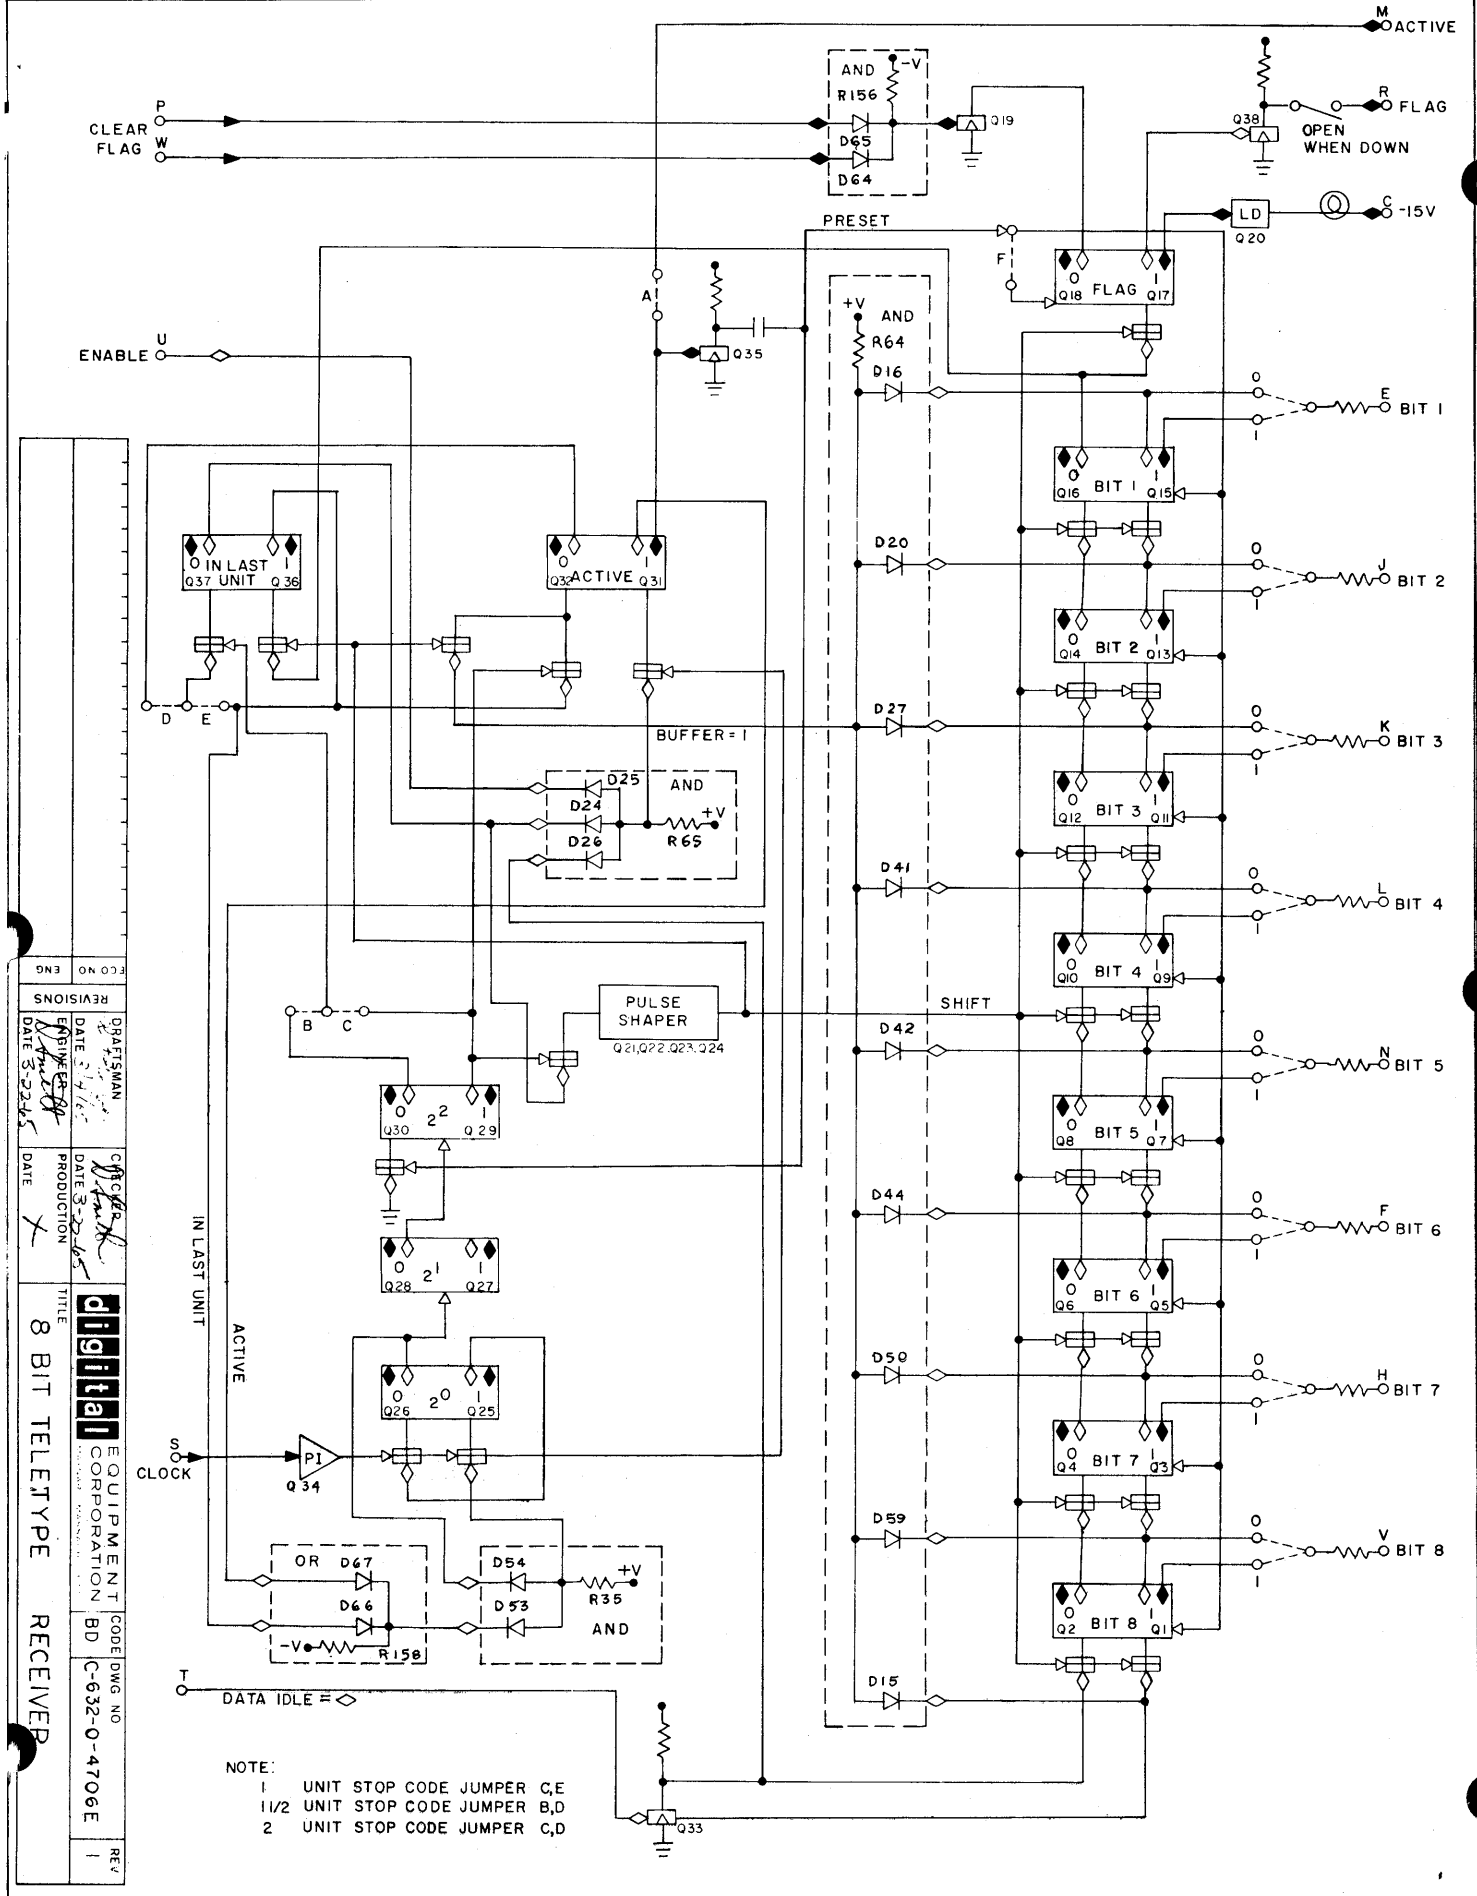 M
ACTIVE
AND
-V
R156
P
CLEAR
FLAG
W
D65
D64
Q19
Q38
R
FLAG
OPEN
WHEN DOWN
PRESET
LD
Q20
C
-15V
F
0
1
Q18
FLAG
Q17
A
+V
AND
R64
Q35
U
ENABLE
D16
0
E
BIT 1
1
0
1
Q16
BIT 1
Q15
0
1
IN LAST
UNIT
Q37
Q36
0
1
ACTIVE
Q32
Q31
D20
0
J
BIT 2
1
0
1
Q14
BIT 2
Q13
D
E
BUFFER = 1
D27
0
K
BIT 3
1
0
1
Q12
BIT 3
Q11
D25
AND
D24
+V
D26
R65
D41
0
L
BIT 4
1
0
1
Q10
BIT 4
Q9
B
C
PULSE
SHAPER
Q21,Q22,Q23,Q24
SHIFT
D42
0
N
BIT 5
1
0
1
Q8
BIT 5
Q7
0
2²
1
Q30
Q29
D44
0
F
BIT 6
1
0
1
Q6
BIT 6
Q5
IN LAST UNIT
ACTIVE
0
2¹
1
Q28
Q27
0
2⁰
1
Q26
Q25
D50
0
H
BIT 7
1
0
1
Q4
BIT 7
Q3
S
CLOCK
PI
Q34
D59
0
V
BIT 8
1
0
1
Q2
BIT 8
Q1
OR
D67
D66
-V
R158
D54
+V
R35
D53
AND
D15
T
DATA IDLE =
Q33
NOTE:
1 UNIT STOP CODE JUMPER C,E
1 1/2 UNIT STOP CODE JUMPER B,D
2 UNIT STOP CODE JUMPER C,D
ECO NO
ENG
REVISIONS
DRAFTSMAN
DATE
CHECKER
DATE 3-22-65
ENGINEER
DATE 3-22-65
PRODUCTION
DATE
digital
EQUIPMENT
CORPORATION
CODE
BD
DWG NO
C-632-0-4706E
REV
1
TITLE
8 BIT TELETYPE RECEIVER